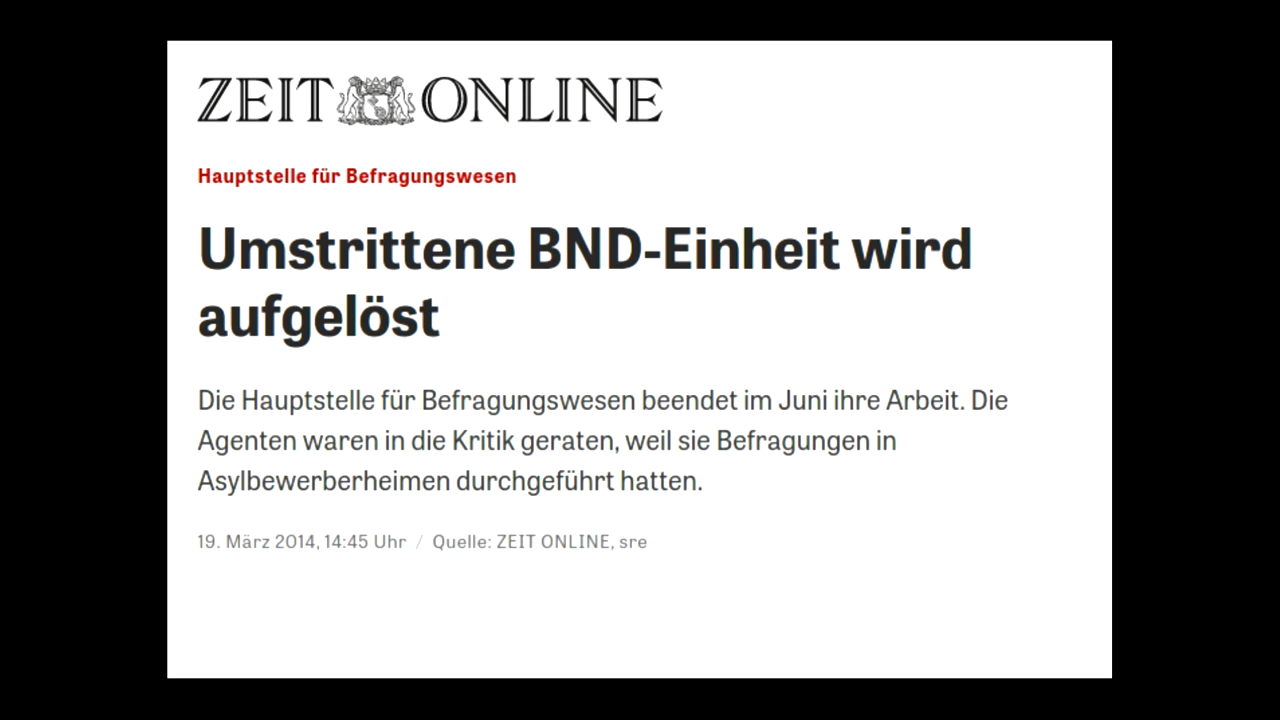 ZEIT ONLINE
Hauptstelle für Befragungswesen
Umstrittene BND-Einheit wird
aufgelöst
Die Hauptstelle für Befragungswesen beendet im Juni ihre Arbeit. Die
Agenten waren in die Kritik geraten, weil sie Befragungen in
Asylbewerberheimen durchgeführt hatten.
19. März 2014, 14:45 Uhr / Quelle: ZEIT ONLINE, sre